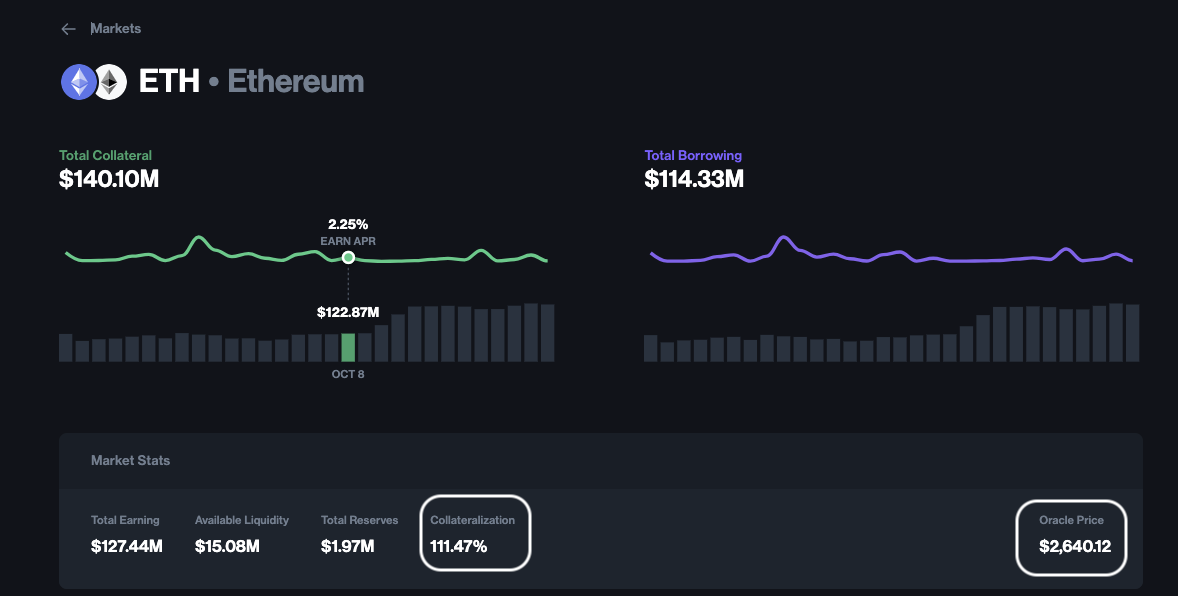 Markets
ETH • Ethereum
Total Collateral
$140.10M
2.25%
EARN APR
$122.87M
OCT 8
Total Borrowing
$114.33M
Market Stats
Total Earning
$127.44M
Available Liquidity
$15.08M
Total Reserves
$1.97M
Collateralization
111.47%
Oracle Price
$2,640.12